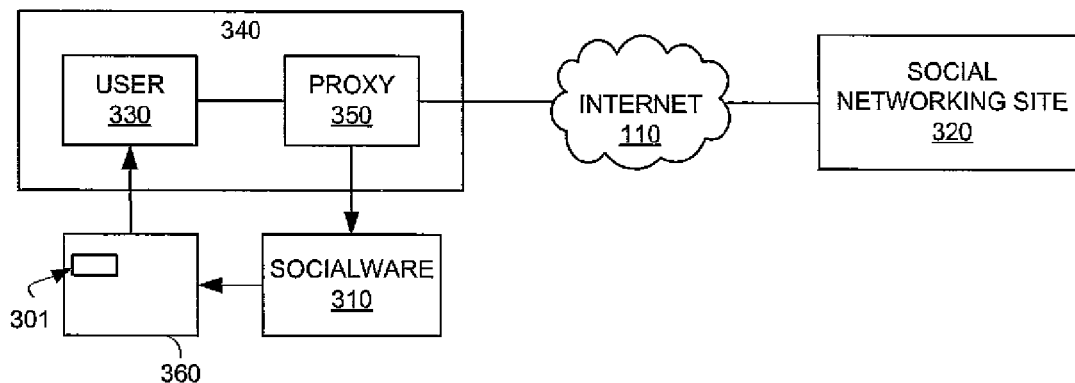 340
USER
330
PROXY
350
INTERNET
110
SOCIAL
NETWORKING SITE
320
SOCIALWARE
310
301
360